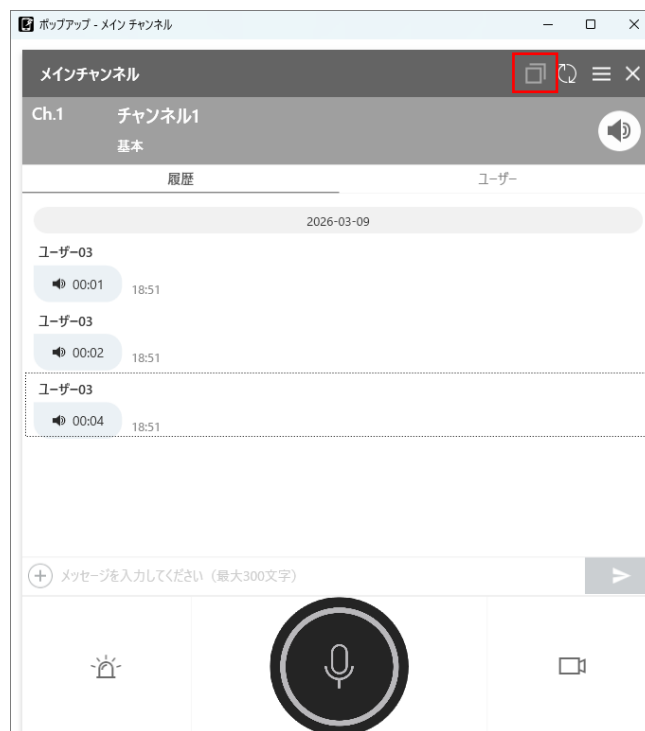 ポップアップ - メイン チャンネル
メインチャンネル
Ch.1 チャンネル1
基本
履歴 ユーザー
2026-03-09
ユーザー03
00:01 18:51
ユーザー03
00:02 18:51
ユーザー03
00:04 18:51
メッセージを入力してください（最大300文字）